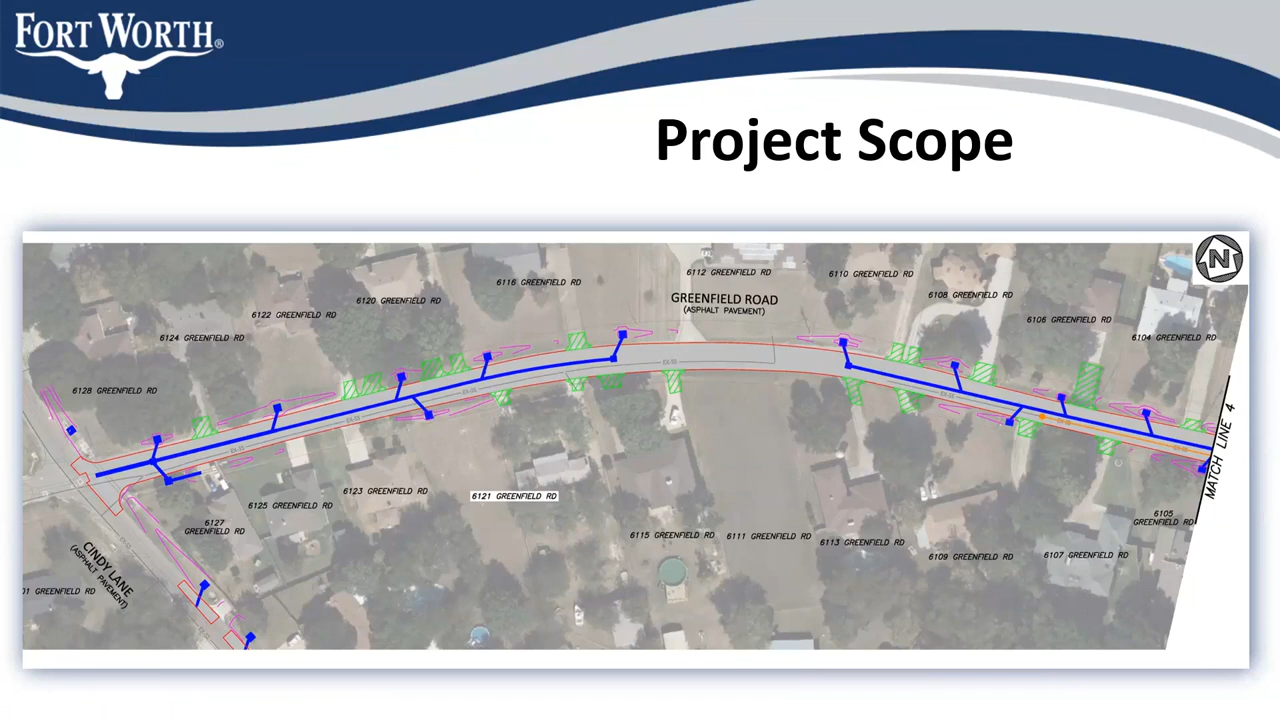 FORT WORTH®
Project Scope
N
6112 GREENFIELD RD
6110 GREENFIELD RD
6116 GREENFIELD RD
6108 GREENFIELD RD
6120 GREENFIELD RD
GREENFIELD ROAD
(ASPHALT PAVEMENT)
6122 GREENFIELD RD
6106 GREENFIELD RD
6124 GREENFIELD RD
6104 GREENFIELD RD
6128 GREENFIELD RD
MATCH LINE 4
6123 GREENFIELD RD
6121 GREENFIELD RD
6125 GREENFIELD RD
6105
GREENFIELD RD
6127
GREENFIELD RD
6115 GREENFIELD RD
6111 GREENFIELD RD
6113 GREENFIELD RD
6109 GREENFIELD RD
6107 GREENFIELD RD
CINDY LANE
(ASPHALT PAVEMENT)
01 GREENFIELD RD